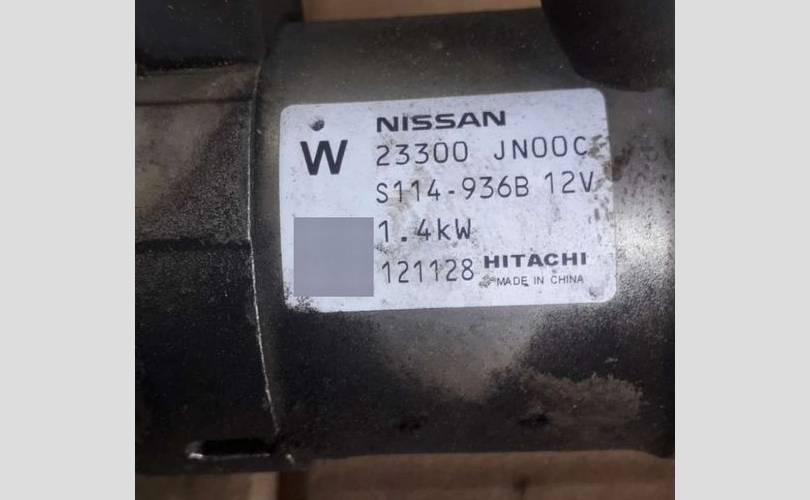 NISSAN
W 23300 JN00C
S114-936B 12V
1.4kW
121128 HITACHI
MADE IN CHINA